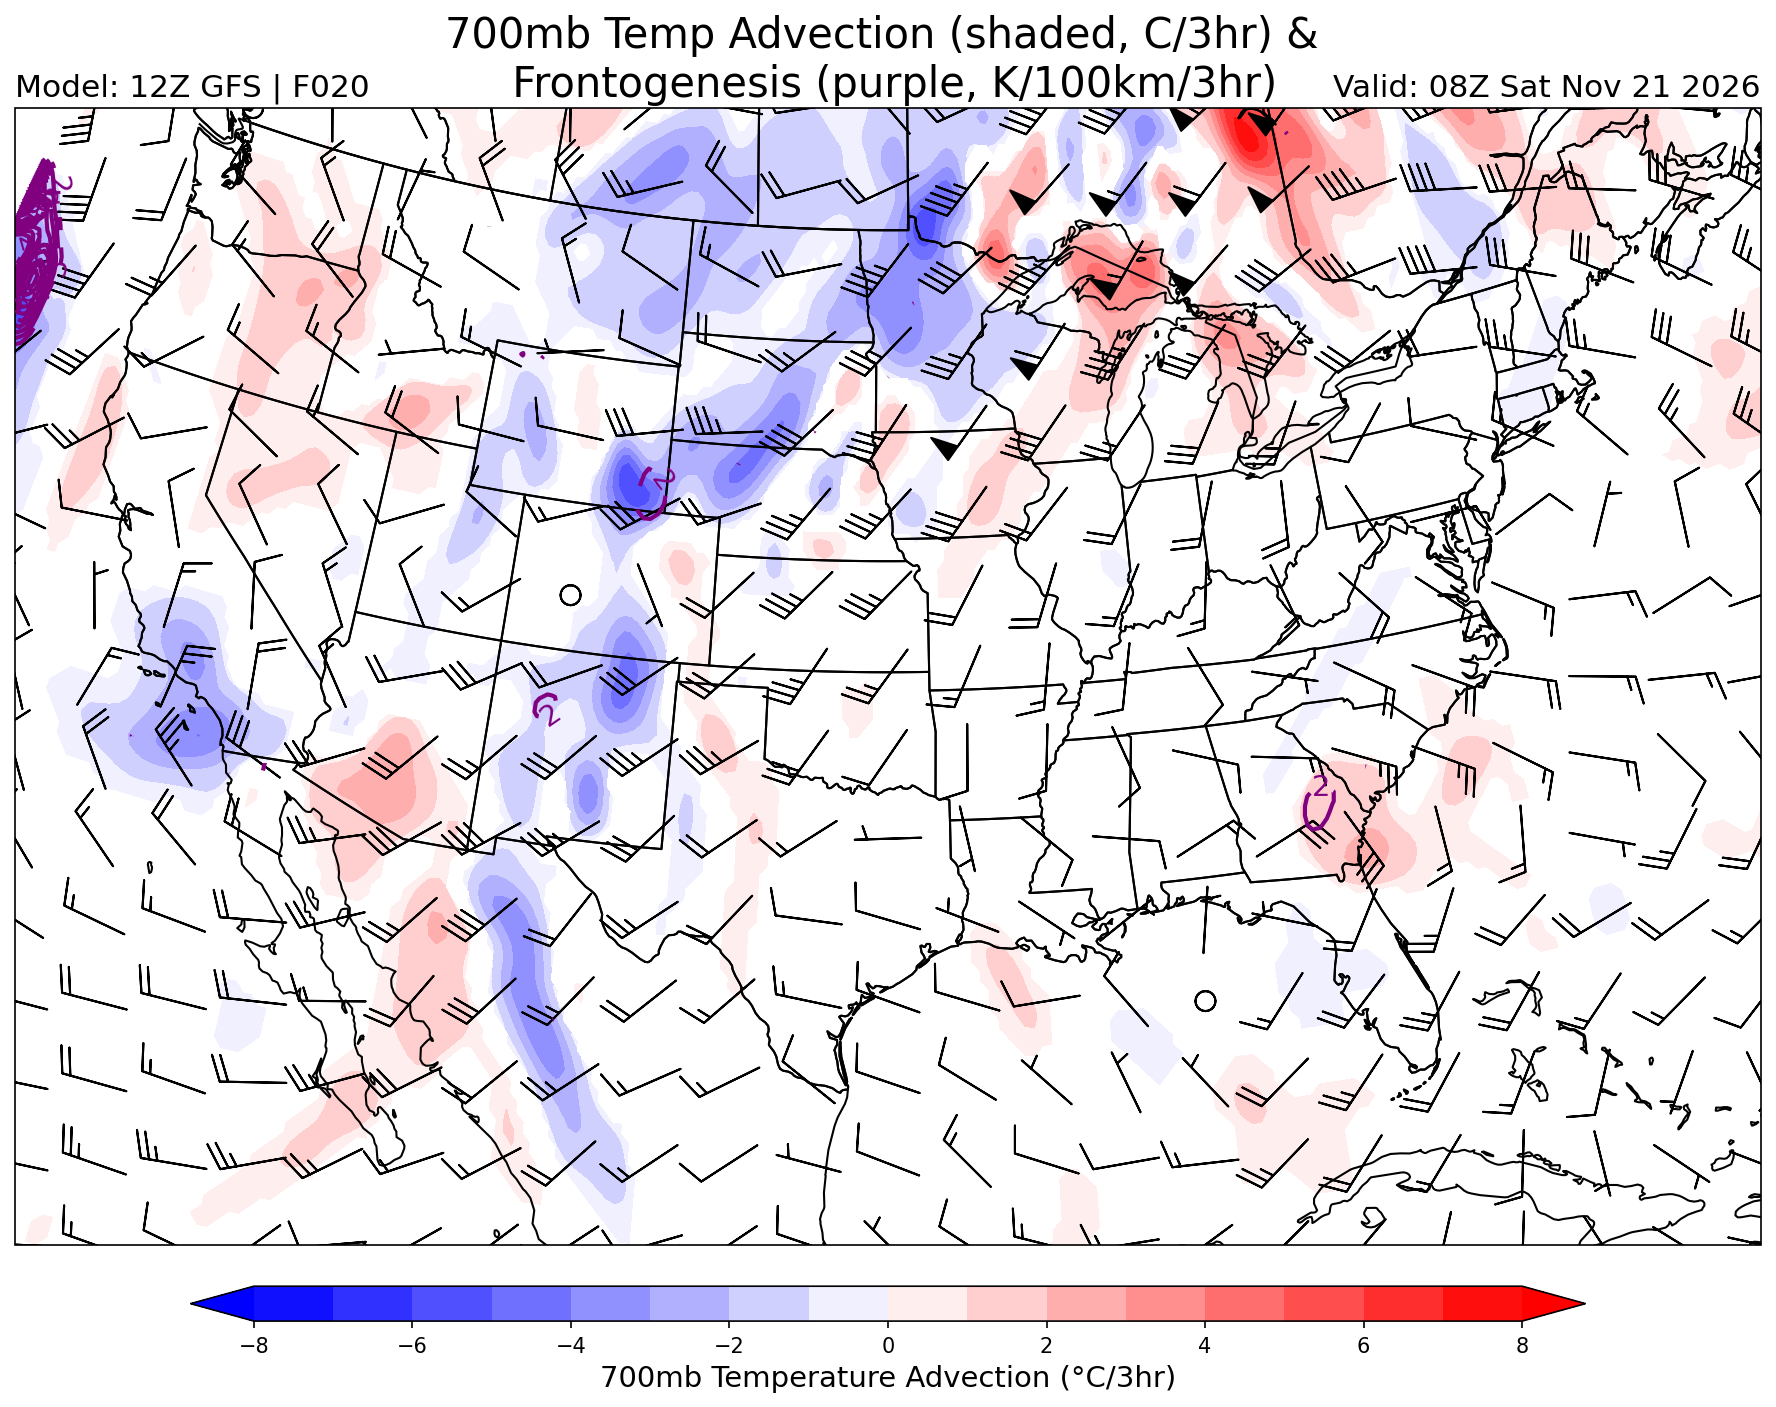 700mb Temp Advection (shaded, C/3hr) &
Model: 12Z GFS | F020 Frontogenesis (purple, K/100km/3hr) Valid: 08Z Sat Nov 21 2026
2
2
2
2
−8 −6 −4 −2 0 2 4 6 8
700mb Temperature Advection (°C/3hr)